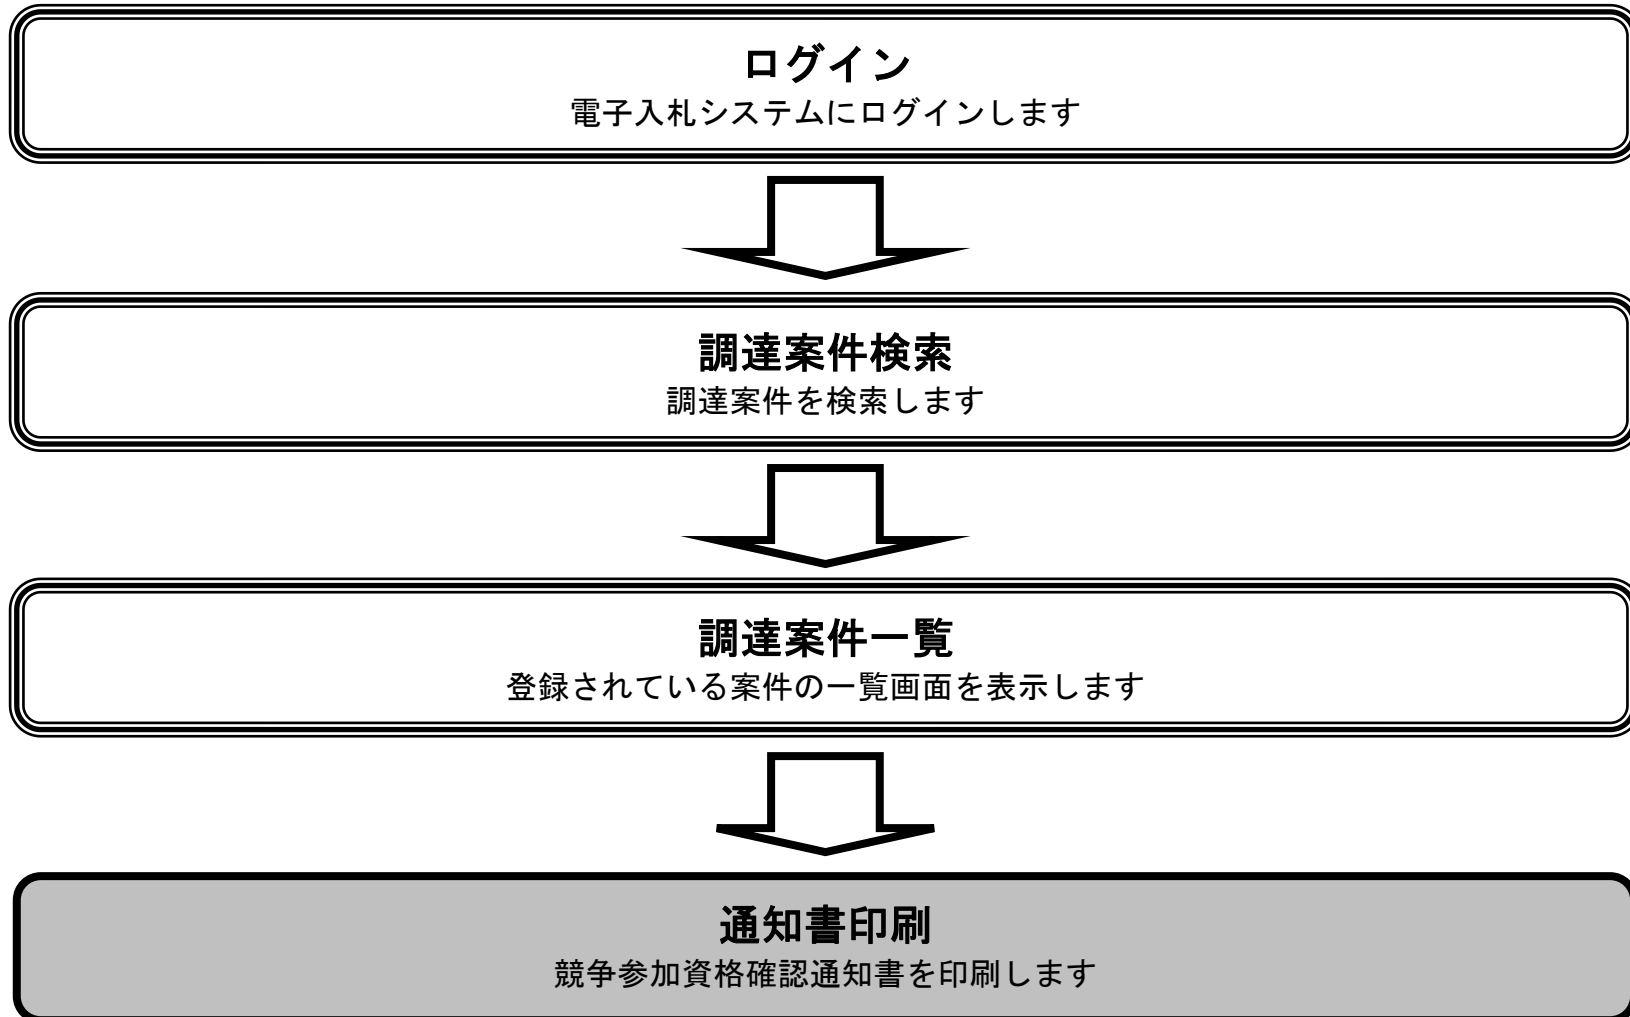 ログイン
電子入札システムにログインします
調達案件検索
調達案件を検索します
調達案件一覧
登録されている案件の一覧画面を表示します
通知書印刷
競争参加資格確認通知書を印刷します